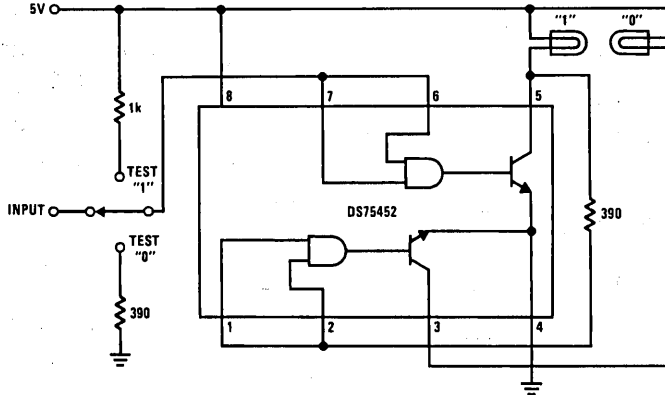 5V
"1" "0"
8 7 6 5
1k
TEST
"1"
INPUT
DS75452
390
TEST
"0"
390
1 2 3 4